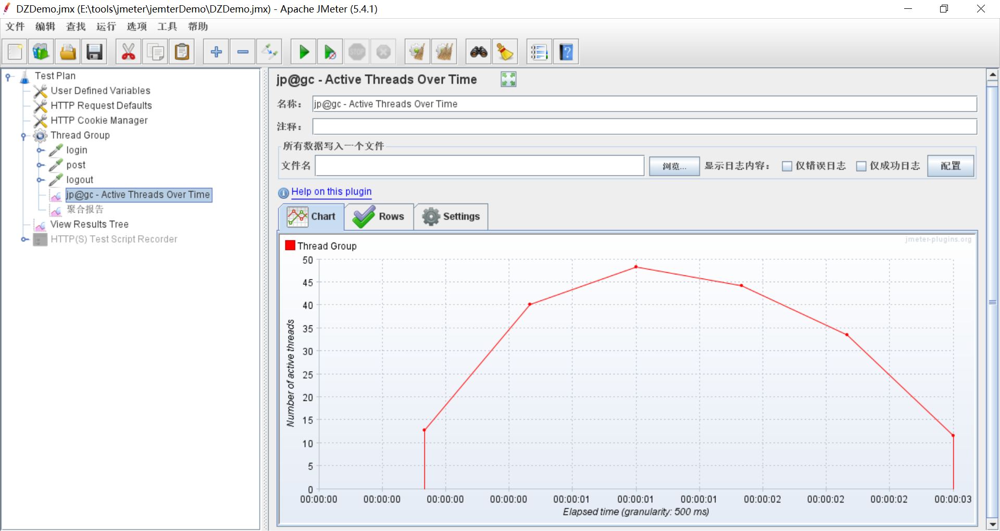 DZDemo.jmx (E:\tools\jmeter\jemterDemo\DZDemo.jmx) - Apache JMeter (5.4.1)
文件 编辑 查找 运行 选项 工具 帮助
STOP
Test Plan
User Defined Variables
HTTP Request Defaults
HTTP Cookie Manager
Thread Group
login
post
logout
jp@gc - Active Threads Over Time
聚合报告
View Results Tree
HTTP(S) Test Script Recorder
jp@gc - Active Threads Over Time
名称： jp@gc - Active Threads Over Time
注释：
所有数据写入一个文件
文件名 浏览... 显示日志内容： 仅错误日志 仅成功日志 配置
Help on this plugin
Chart Rows Settings
jmeter-plugins.org
Thread Group
50
45
40
35
30
25
20
15
10
5
0
Number of active threads
00:00:00 00:00:00 00:00:00 00:00:00 00:00:01 00:00:01 00:00:01 00:00:02 00:00:02 00:00:02 00:00:03
Elapsed time (granularity: 500 ms)